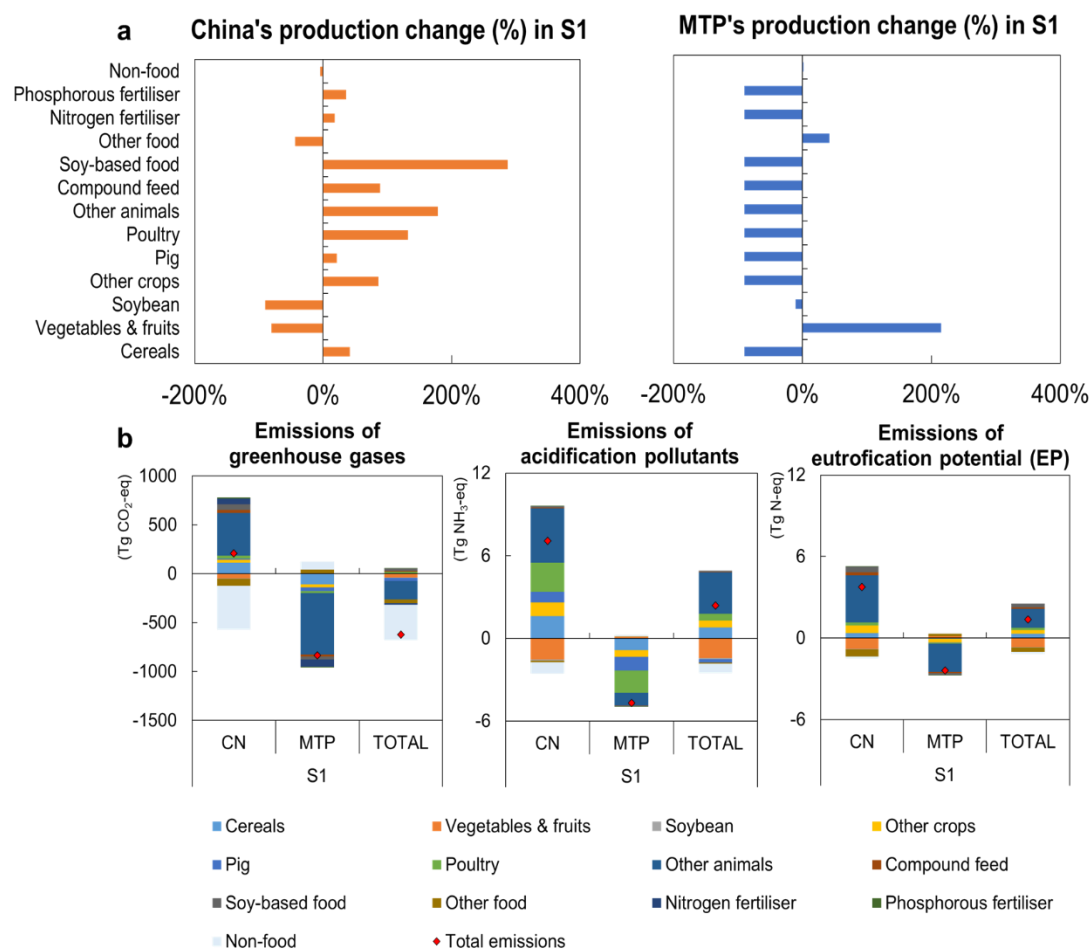 a
China's production change (%) in S1
MTP's production change (%) in S1
Non-food
Phosphorous fertiliser
Nitrogen fertiliser
Other food
Soy-based food
Compound feed
Other animals
Poultry
Pig
Other crops
Soybean
Vegetables & fruits
Cereals
-200% 0% 200% 400%
-200% 0% 200% 400%
b
Emissions of
greenhouse gases
Emissions of
acidification pollutants
Emissions of
eutrofication potential (EP)
(Tg CO₂-eq)
1000
500
0
-500
-1000
-1500
CN MTP TOTAL
S1
(Tg NH₃-eq)
12
6
0
-6
CN MTP TOTAL
S1
(Tg N-eq)
12
6
0
-6
CN MTP TOTAL
S1
Cereals Vegetables & fruits Soybean Other crops
Pig Poultry Other animals Compound feed
Soy-based food Other food Nitrogen fertiliser Phosphorous fertiliser
Non-food Total emissions